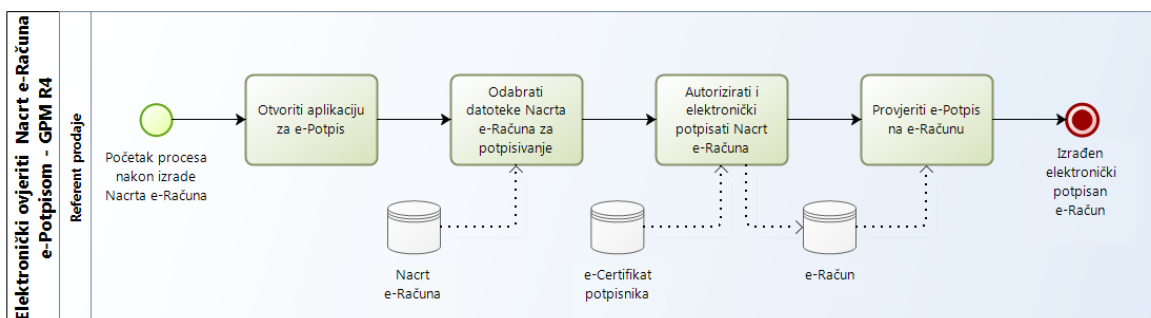 Elektronički ovjeriti Nacrt e-Računa
e-Potpisom - GPM R4
Referent prodaje
Početak procesa
nakon izrade
Nacrta e-Računa
Otvoriti aplikaciju
za e-Potpis
Odabrati
datoteke Nacrta
e-Računa za
potpisivanje
Autorizirati i
elektronički
potpisati Nacrt
e-Računa
Provjeriti e-Potpis
na e-Računu
Izrađen
elektronički
potpisan
e-Račun
Nacrt
e-Računa
e-Certifikat
potpisnika
e-Račun